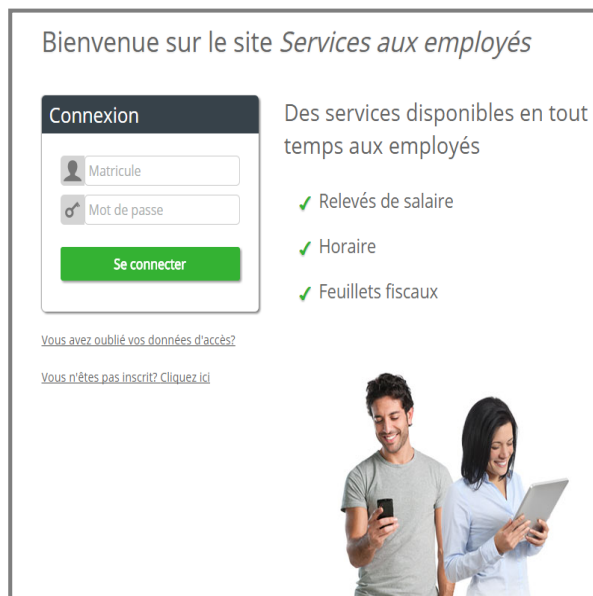 Bienvenue sur le site Services aux employés
Connexion
Matricule
Mot de passe
Se connecter
Vous avez oublié vos données d'accès?
Vous n'êtes pas inscrit? Cliquez ici
Des services disponibles en tout
temps aux employés
Relevés de salaire
Horaire
Feuillets fiscaux